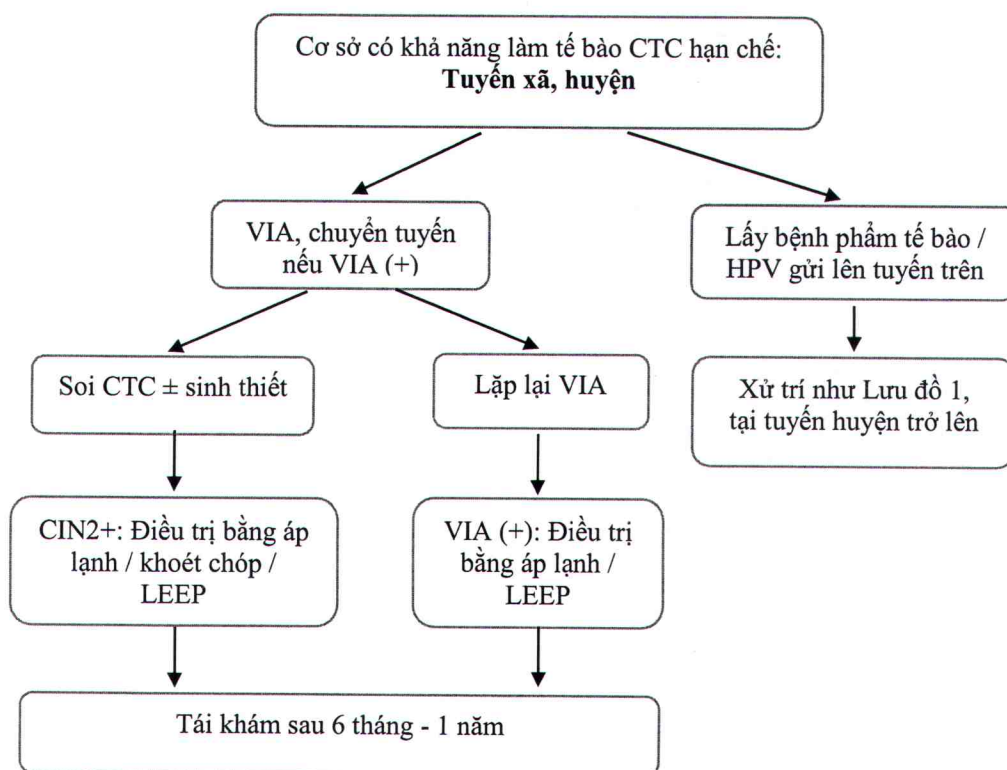 Cơ sở có khả năng làm tế bào CTC hạn chế:
Tuyến xã, huyện
VIA, chuyển tuyến
nếu VIA (+)
Lấy bệnh phẩm tế bào /
HPV gửi lên tuyến trên
Soi CTC ± sinh thiết
Lặp lại VIA
Xử trí như Lưu đồ 1,
tại tuyến huyện trở lên
CIN2+: Điều trị bằng áp
lạnh / khoét chóp /
LEEP
VIA (+): Điều trị
bằng áp lạnh /
LEEP
Tái khám sau 6 tháng - 1 năm